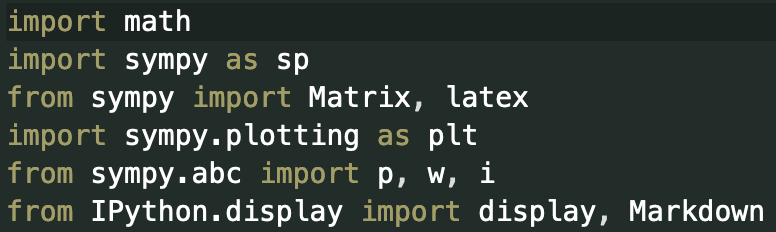 import math
import sympy as sp
from sympy import Matrix, latex
import sympy.plotting as plt
from sympy.abc import p, w, i
from IPython.display import display, Markdown